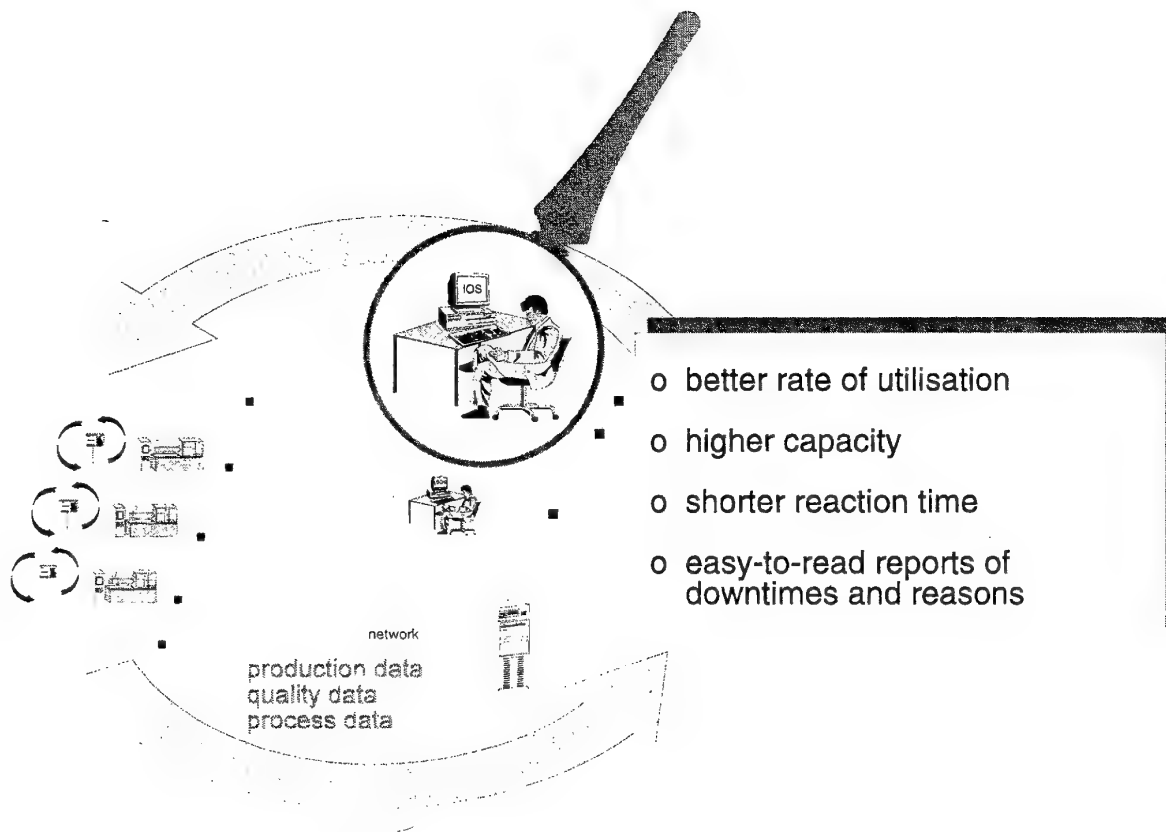 IOS
o better rate of utilisation
o higher capacity
o shorter reaction time
o easy-to-read reports of
downtimes and reasons
network
production data
quality data
process data